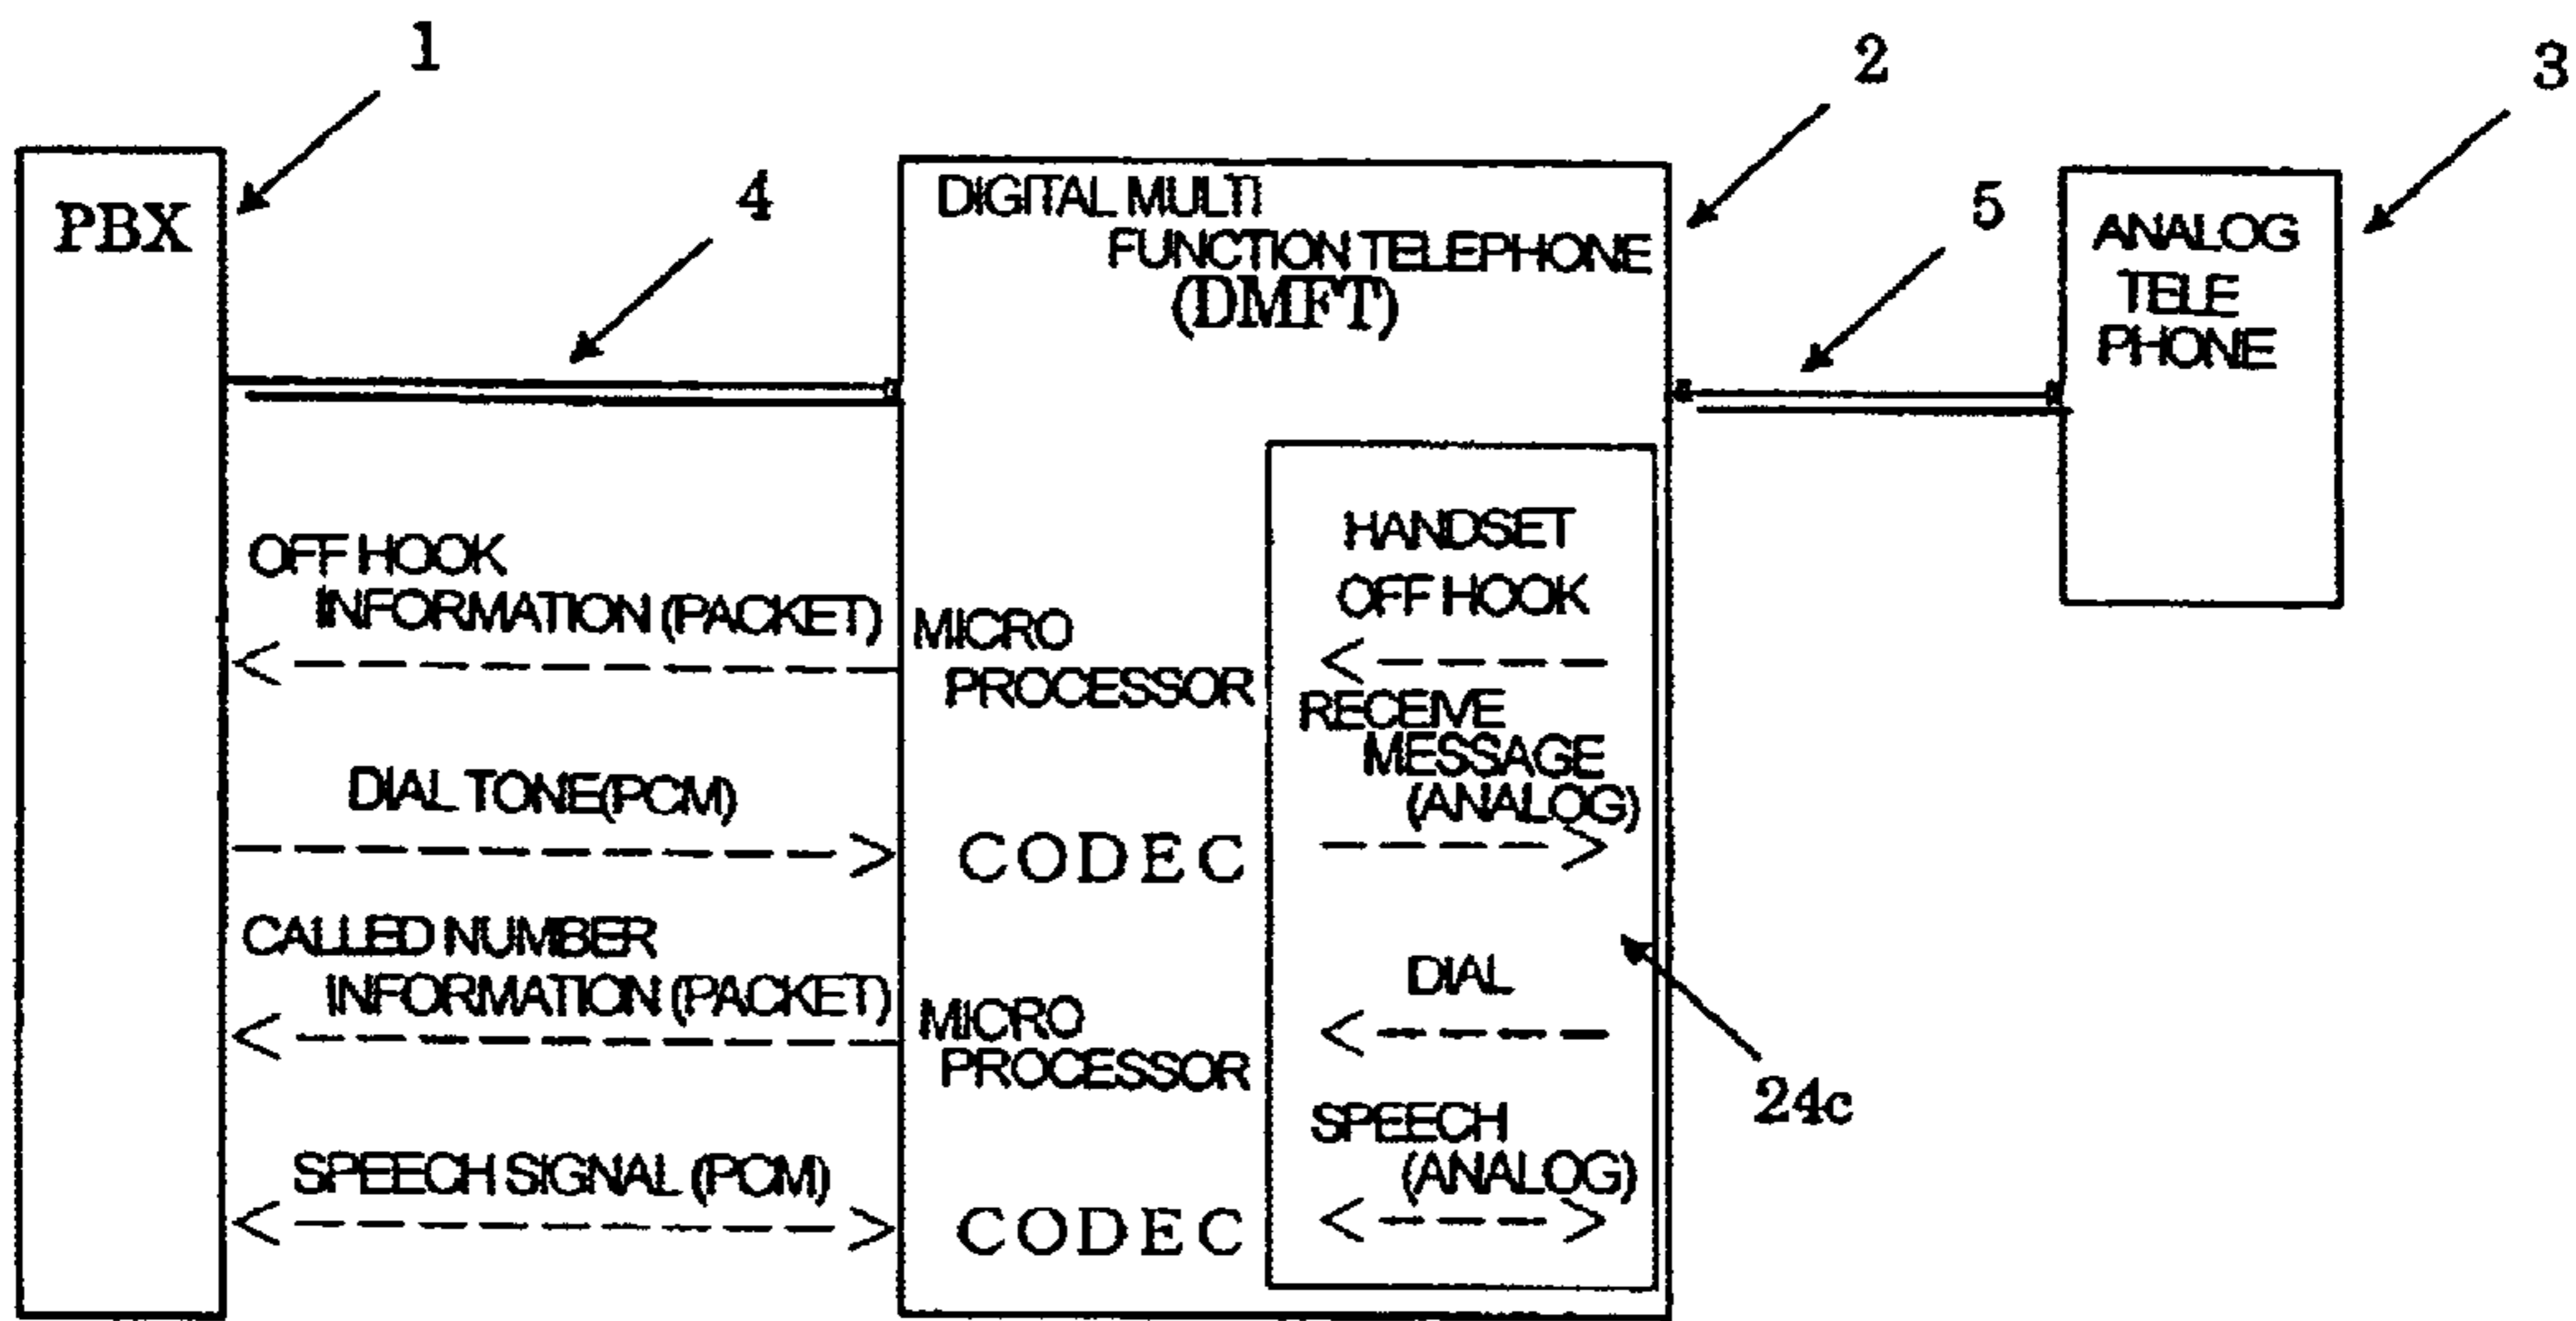 1
2
3
4
5
PBX
DIGITAL MULTI
FUNCTION TELEPHONE
(DMFT)
ANALOG
TELE
PHONE
OFF HOOK
INFORMATION (PACKET)
MICRO
PROCESSOR
HANDSET
OFF HOOK
RECEIVE
MESSAGE
(ANALOG)
DIAL TONE(PCM)
CODEC
CALLED NUMBER
INFORMATION (PACKET)
MICRO
PROCESSOR
DIAL
24c
SPEECH SIGNAL (PCM)
CODEC
SPEECH
(ANALOG)